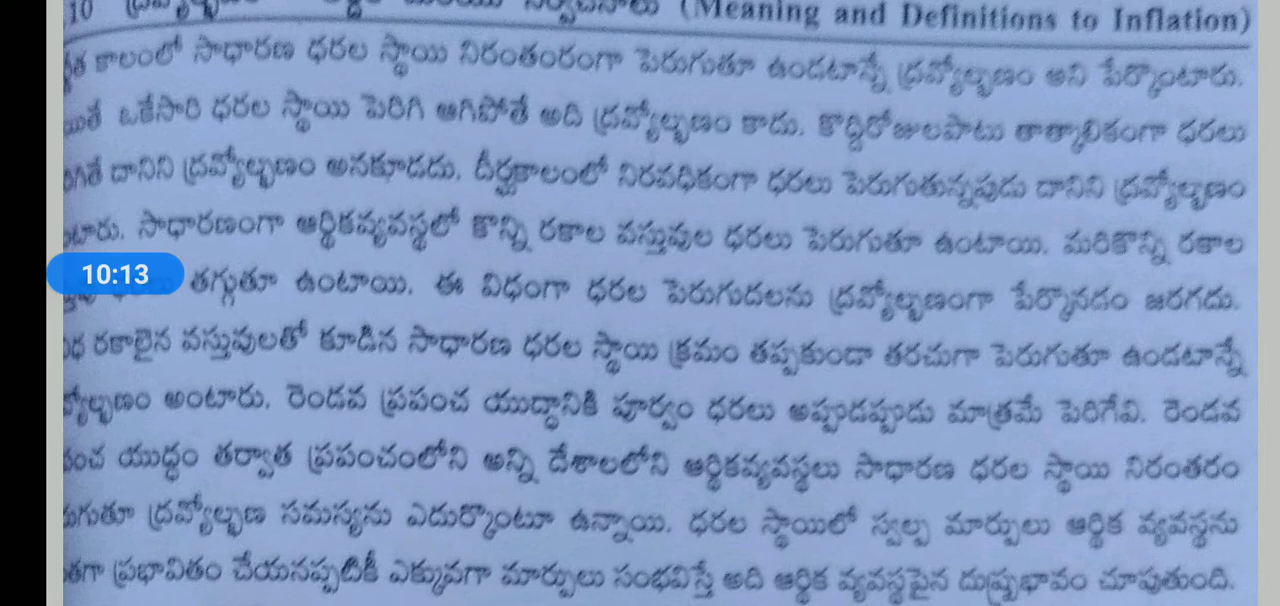 10 (Meaning and Definitions to Inflation)
కాలంలో సాధారణ ధరల స్థాయి నిరంతరంగా పెరుగుతూ ఉండటాన్నే ద్రవ్యోల్బణం అని పేర్కొంటారు.
ఒకేసారి ధరల స్థాయి పెరిగి ఆగిపోతే అది ద్రవ్యోల్బణం కాదు. కొద్దిరోజులపాటు తాత్కాలికంగా ధరలు
దానిని ద్రవ్యోల్బణం అనకూడదు. దీర్ఘకాలంలో నిరవధికంగా ధరలు పెరుగుతున్నపుడు దానిని ద్రవ్యోల్బణం
సాధారణంగా ఆర్థికవ్యవస్థలో కొన్ని రకాల వస్తువుల ధరలు పెరుగుతూ ఉంటాయి. మరికొన్ని రకాల
10:13 తగ్గుతూ ఉంటాయి. ఈ విధంగా ధరల పెరుగుదలను ద్రవ్యోల్బణంగా పేర్కొనడం జరగదు.
రకాలైన వస్తువులతో కూడిన సాధారణ ధరల స్థాయి క్రమం తప్పకుండా తరచుగా పెరుగుతూ ఉండటాన్నే
అంటారు. రెండవ ప్రపంచ యుద్ధానికి పూర్వం ధరలు అప్పుడప్పుడు మాత్రమే పెరిగేవి. రెండవ
యుద్ధం తర్వాత ప్రపంచంలోని అన్ని దేశాలలోని ఆర్థికవ్యవస్థలు సాధారణ ధరల స్థాయి నిరంతరం
ద్రవ్యోల్బణ సమస్యను ఎదుర్కొంటూ ఉన్నాయి. ధరల స్థాయిలో స్వల్ప మార్పులు ఆర్థిక వ్యవస్థను
ప్రభావితం చేయనప్పటికీ ఎక్కువగా మార్పులు సంభవిస్తే అది ఆర్థిక వ్యవస్థపైన దుష్ప్రభావం చూపుతుంది.